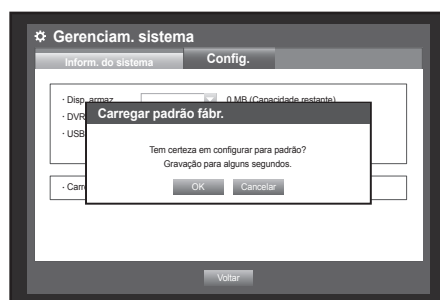 Gerenciam. sistema
Inform. do sistema Config.
· Disp. armaz. 0 MB (Capacidade restante)
· DVR
· USB
Carregar padrão fábr.
Tem certeza em configurar para padrão?
Gravação para alguns segundos.
OK Cancelar
· Carr
Voltar